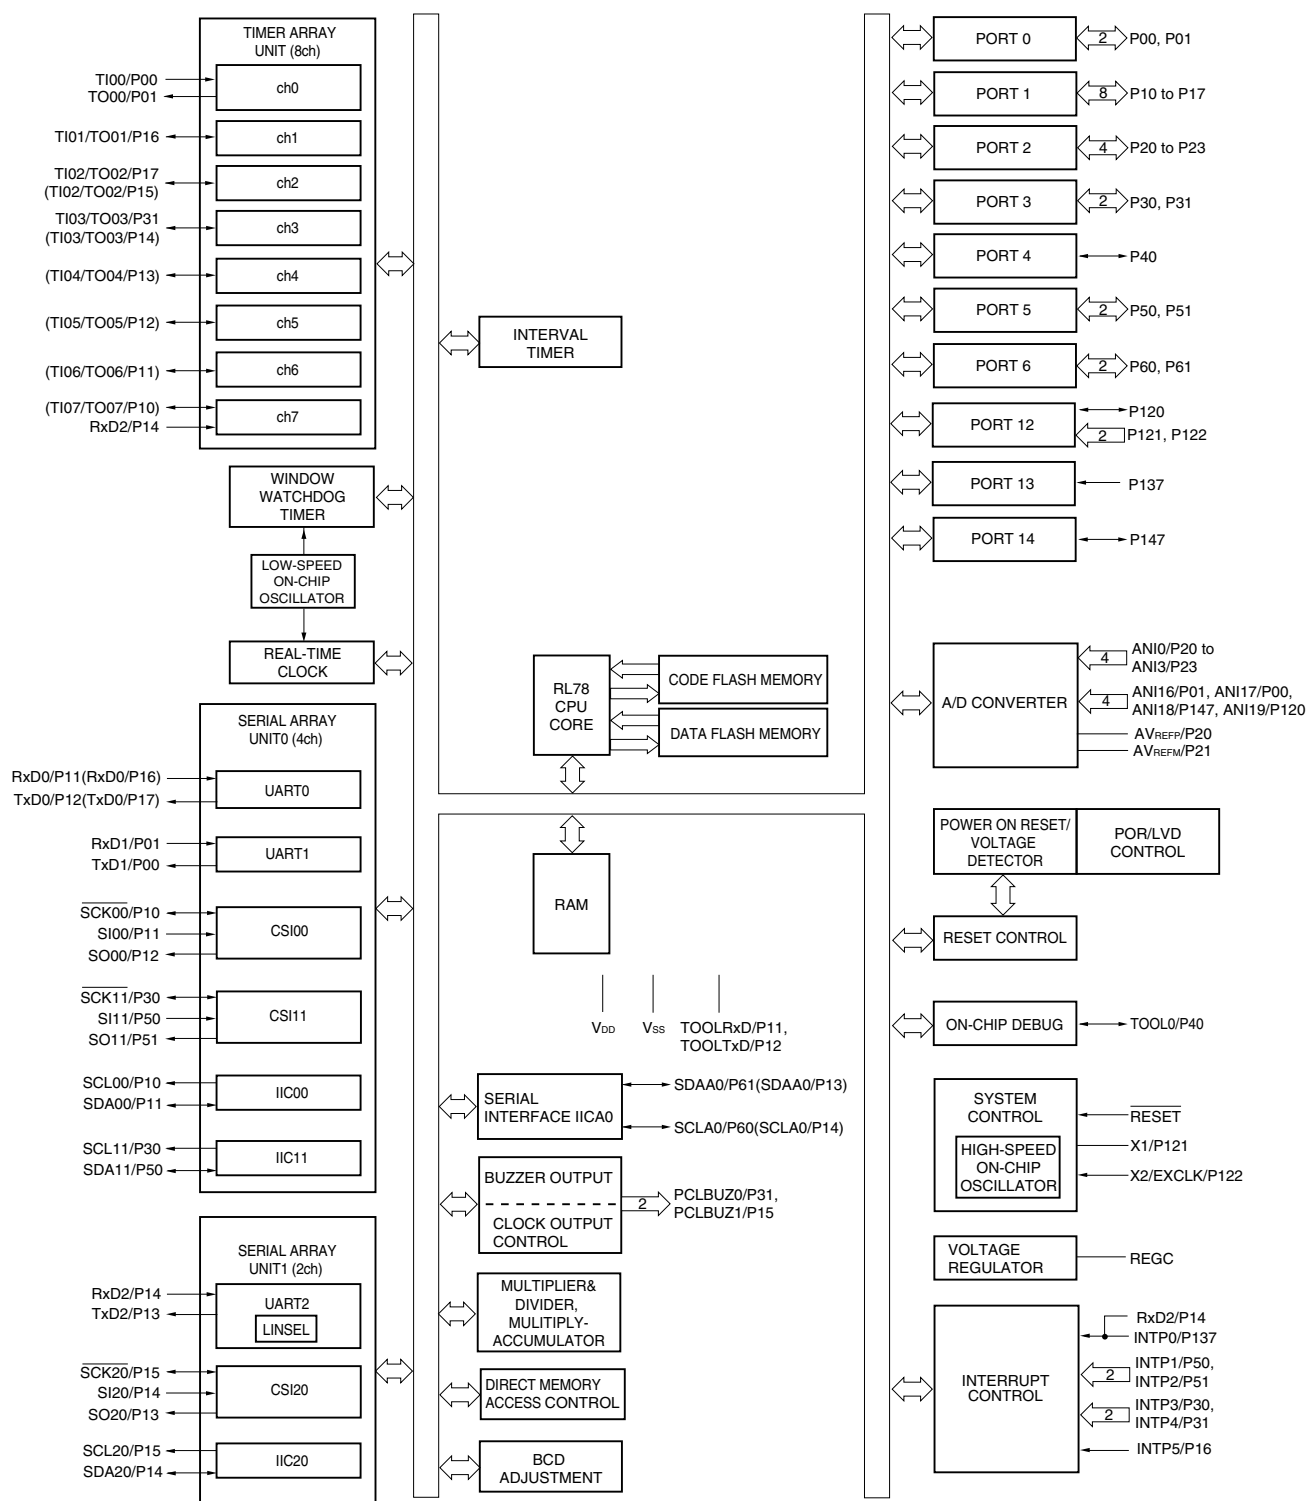 TIMER ARRAY
UNIT (8ch)
TI00/P00
TO00/P01
ch0
TI01/TO01/P16
ch1
TI02/TO02/P17
(TI02/TO02/P15)
ch2
TI03/TO03/P31
(TI03/TO03/P14)
ch3
(TI04/TO04/P13)
ch4
(TI05/TO05/P12)
ch5
(TI06/TO06/P11)
ch6
(TI07/TO07/P10)
RxD2/P14
ch7
WINDOW
WATCHDOG
TIMER
LOW-SPEED
ON-CHIP
OSCILLATOR
REAL-TIME
CLOCK
SERIAL ARRAY
UNIT0 (4ch)
RxD0/P11(RxD0/P16)
TxD0/P12(TxD0/P17)
UART0
RxD1/P01
TxD1/P00
UART1
SCK00/P10
SI00/P11
SO00/P12
CSI00
SCK11/P30
SI11/P50
SO11/P51
CSI11
SCL00/P10
SDA00/P11
IIC00
SCL11/P30
SDA11/P50
IIC11
SERIAL ARRAY
UNIT1 (2ch)
RxD2/P14
TxD2/P13
UART2
LINSEL
SCK20/P15
SI20/P14
SO20/P13
CSI20
SCL20/P15
SDA20/P14
IIC20
INTERVAL
TIMER
RL78
CPU
CORE
CODE FLASH MEMORY
DATA FLASH MEMORY
RAM
VDD
VSS
TOOLRxD/P11,
TOOLTxD/P12
SERIAL
INTERFACE IICA0
SDAA0/P61(SDAA0/P13)
SCLA0/P60(SCLA0/P14)
BUZZER OUTPUT
CLOCK OUTPUT
CONTROL
2
PCLBUZ0/P31,
PCLBUZ1/P15
MULTIPLIER&
DIVIDER,
MULITIPLY-
ACCUMULATOR
DIRECT MEMORY
ACCESS CONTROL
BCD
ADJUSTMENT
PORT 0
2
P00, P01
PORT 1
8
P10 to P17
PORT 2
4
P20 to P23
PORT 3
2
P30, P31
PORT 4
P40
PORT 5
2
P50, P51
PORT 6
2
P60, P61
PORT 12
P120
2
P121, P122
PORT 13
P137
PORT 14
P147
A/D CONVERTER
4
ANI0/P20 to
ANI3/P23
4
ANI16/P01, ANI17/P00,
ANI18/P147, ANI19/P120
AVREFP/P20
AVREFM/P21
POWER ON RESET/
VOLTAGE
DETECTOR
POR/LVD
CONTROL
RESET CONTROL
ON-CHIP DEBUG
TOOL0/P40
SYSTEM
CONTROL
HIGH-SPEED
ON-CHIP
OSCILLATOR
RESET
X1/P121
X2/EXCLK/P122
VOLTAGE
REGULATOR
REGC
INTERRUPT
CONTROL
RxD2/P14
INTP0/P137
2
INTP1/P50,
INTP2/P51
2
INTP3/P30,
INTP4/P31
INTP5/P16